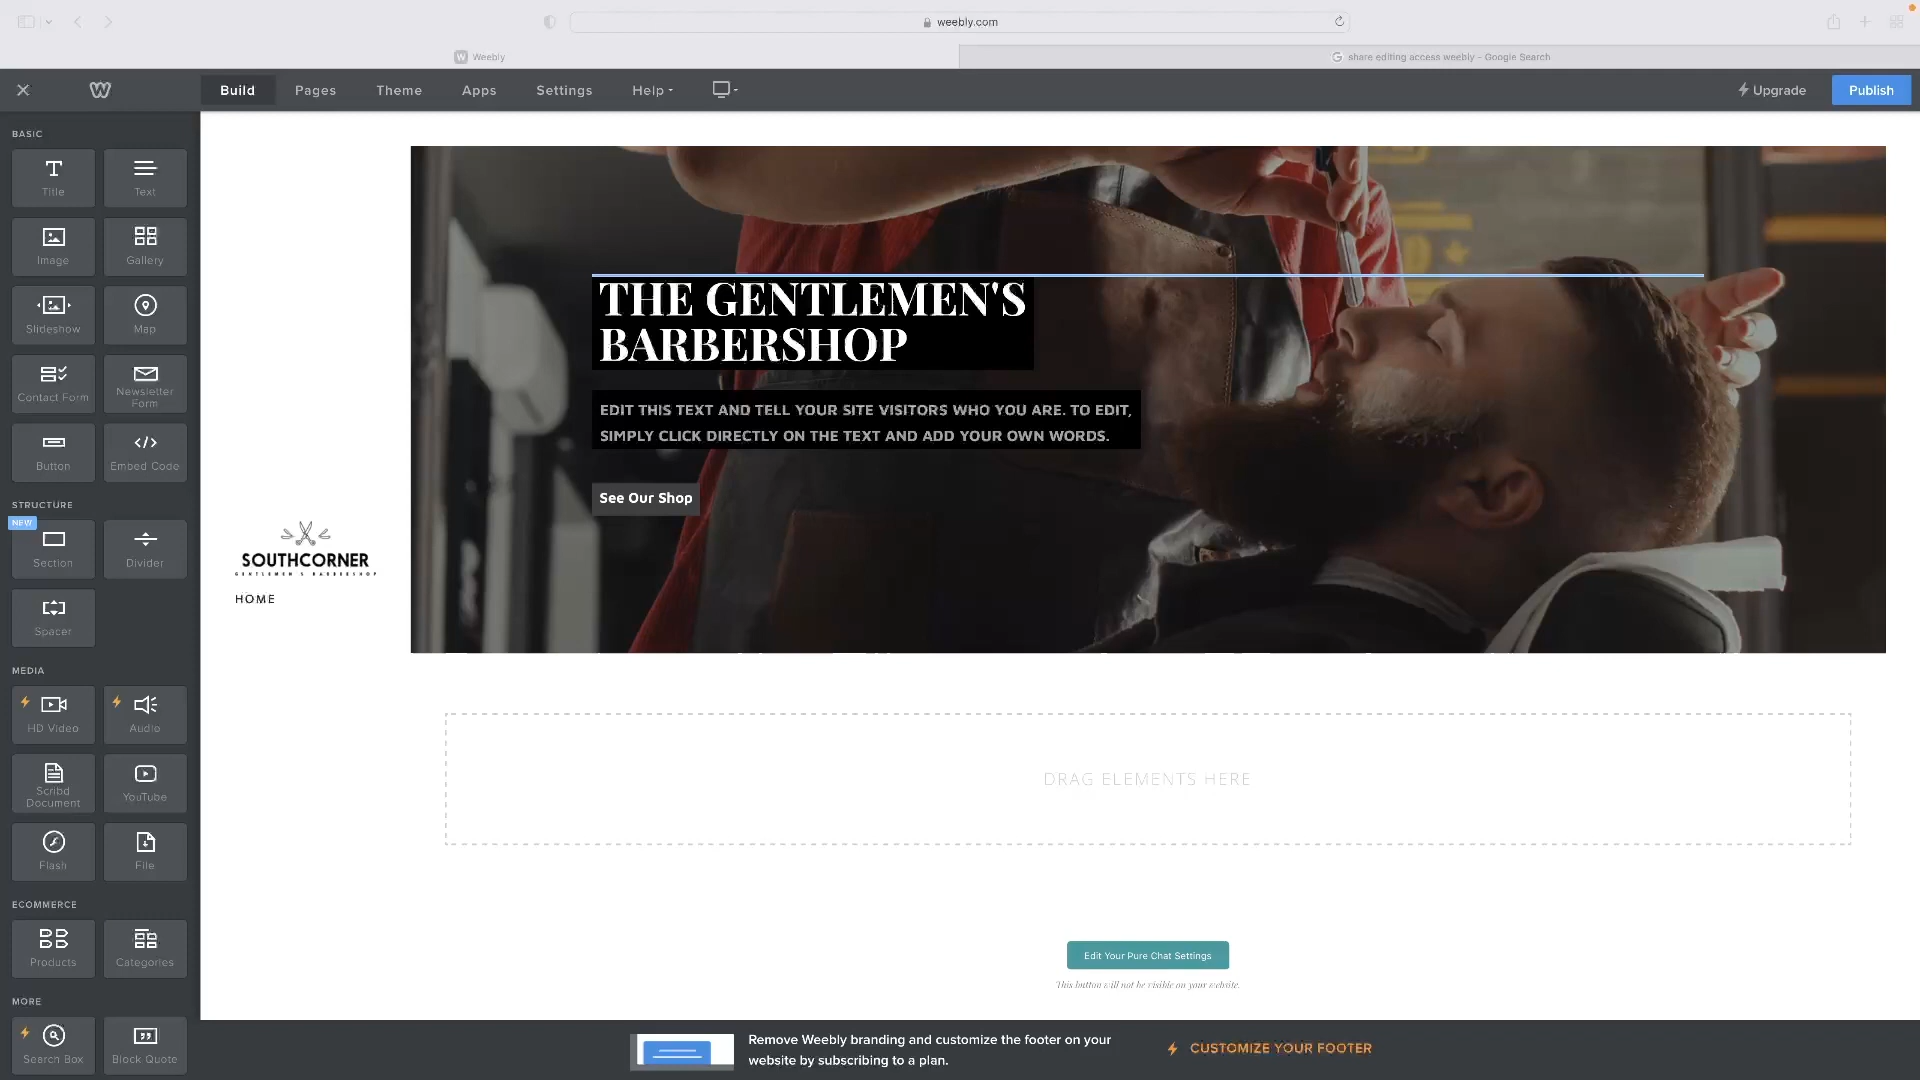 weebly.com
Weebly
share editing access weebly - Google Search
Build
Pages
Theme
Apps
Settings
Help
Upgrade
Publish
BASIC
Title
Text
Image
Gallery
Slideshow
Map
Contact Form
Newsletter
Form
Button
Embed Code
STRUCTURE
NEW
Section
Divider
Spacer
MEDIA
HD Video
Audio
Scribd
Document
YouTube
Flash
File
ECOMMERCE
Products
Categories
MORE
Search Box
Block Quote
SOUTHCORNER
GENTLEMEN'S BARBERSHOP
HOME
THE GENTLEMEN'S
BARBERSHOP
EDIT THIS TEXT AND TELL YOUR SITE VISITORS WHO YOU ARE. TO EDIT,
SIMPLY CLICK DIRECTLY ON THE TEXT AND ADD YOUR OWN WORDS.
See Our Shop
DRAG ELEMENTS HERE
Edit Your Pure Chat Settings
This button will not be visible on your website.
Remove Weebly branding and customize the footer on your
website by subscribing to a plan.
CUSTOMIZE YOUR FOOTER